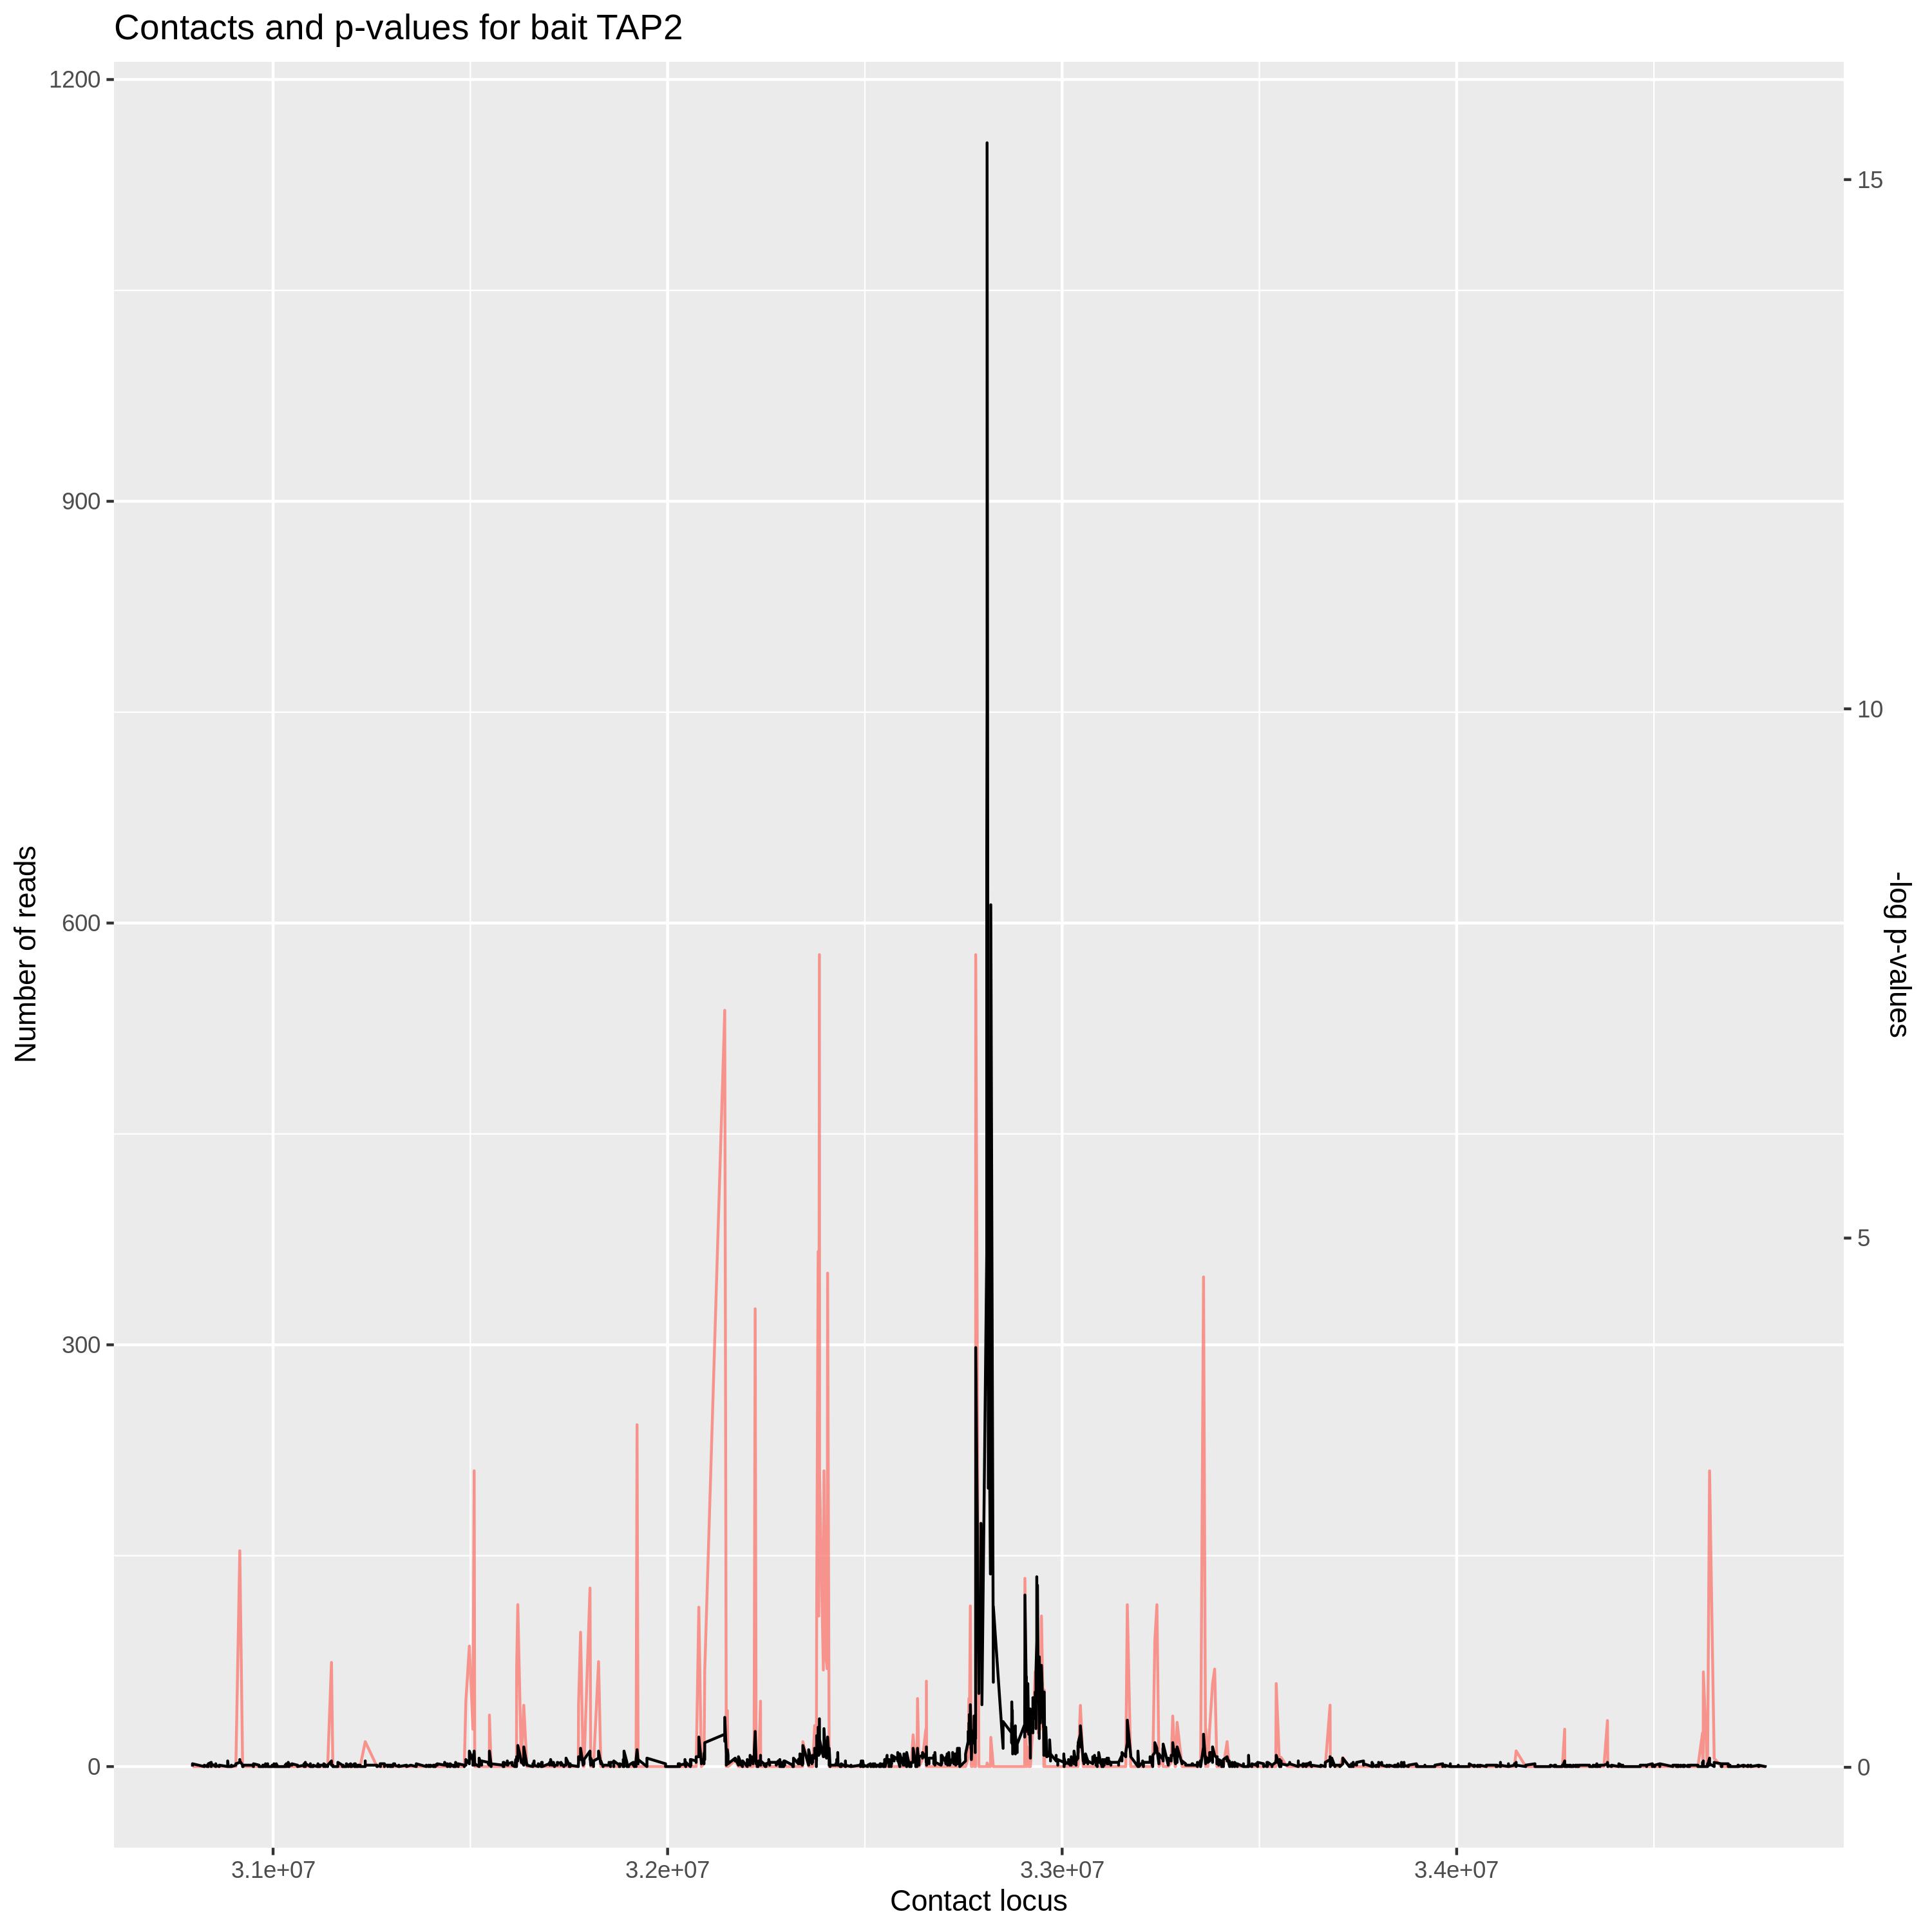 Contacts and p-values for bait TAP2
1200
900
600
300
0
Number of reads
15
10
5
0
-log p-values
3.1e+07
3.2e+07
3.3e+07
3.4e+07
Contact locus